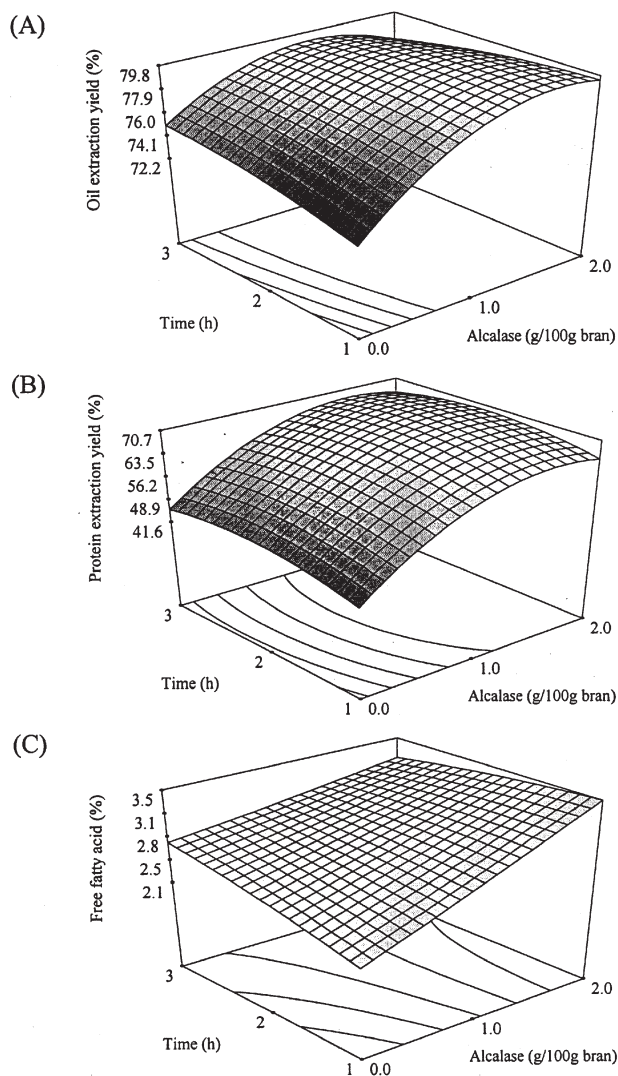 (A)
Oil extraction yield (%)
79.8
77.9
76.0
74.1
72.2
3
2
1
Time (h)
0.0
1.0
2.0
Alcalase (g/100g bran)
(B)
Protein extraction yield (%)
70.7
63.5
56.2
48.9
41.6
3
2
1
Time (h)
0.0
1.0
2.0
Alcalase (g/100g bran)
(C)
Free fatty acid (%)
3.5
3.1
2.8
2.5
2.1
3
2
1
Time (h)
0.0
1.0
2.0
Alcalase (g/100g bran)